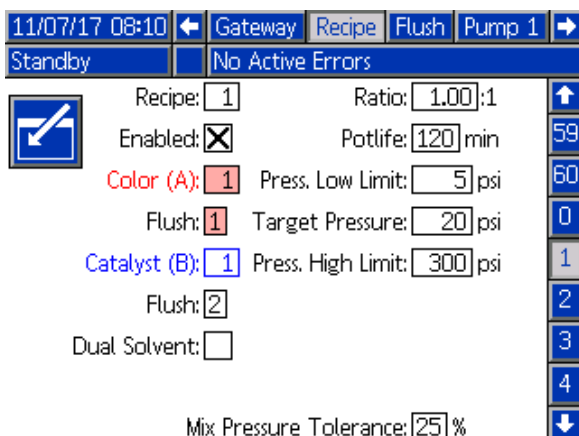 11/07/17 08:10 Gateway Recipe Flush Pump 1
Standby No Active Errors
Recipe: 1 Ratio: 1.00:1
Enabled: X Potlife: 120 min 59
Color (A): 1 Press. Low Limit: 5 psi 60
Flush: 1 Target Pressure: 20 psi 0
Catalyst (B): 1 Press. High Limit: 300 psi 1
Flush: 2 2
Dual Solvent: 3
4
Mix Pressure Tolerance: 25 %